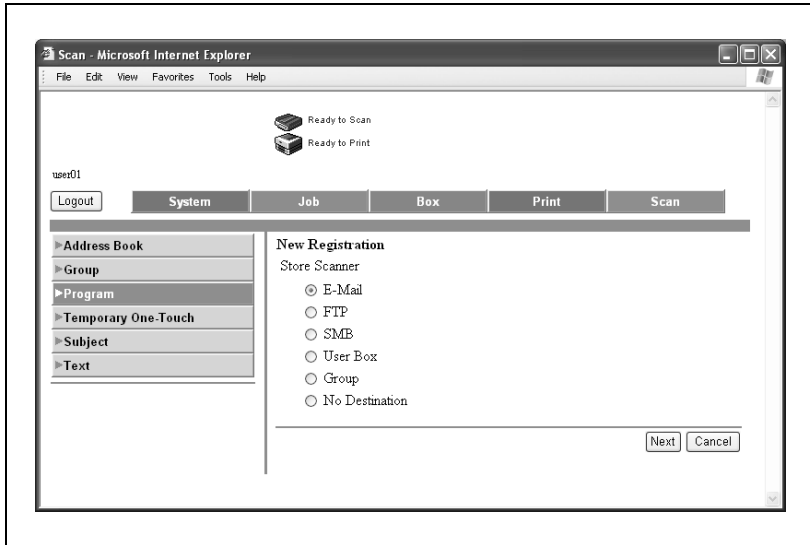 Scan - Microsoft Internet Explorer
File Edit View Favorites Tools Help
Ready to Scan
Ready to Print
user01
Logout System Job Box Print Scan
Address Book
Group
Program
Temporary One-Touch
Subject
Text
New Registration
Store Scanner
E-Mail
FTP
SMB
User Box
Group
No Destination
Next Cancel